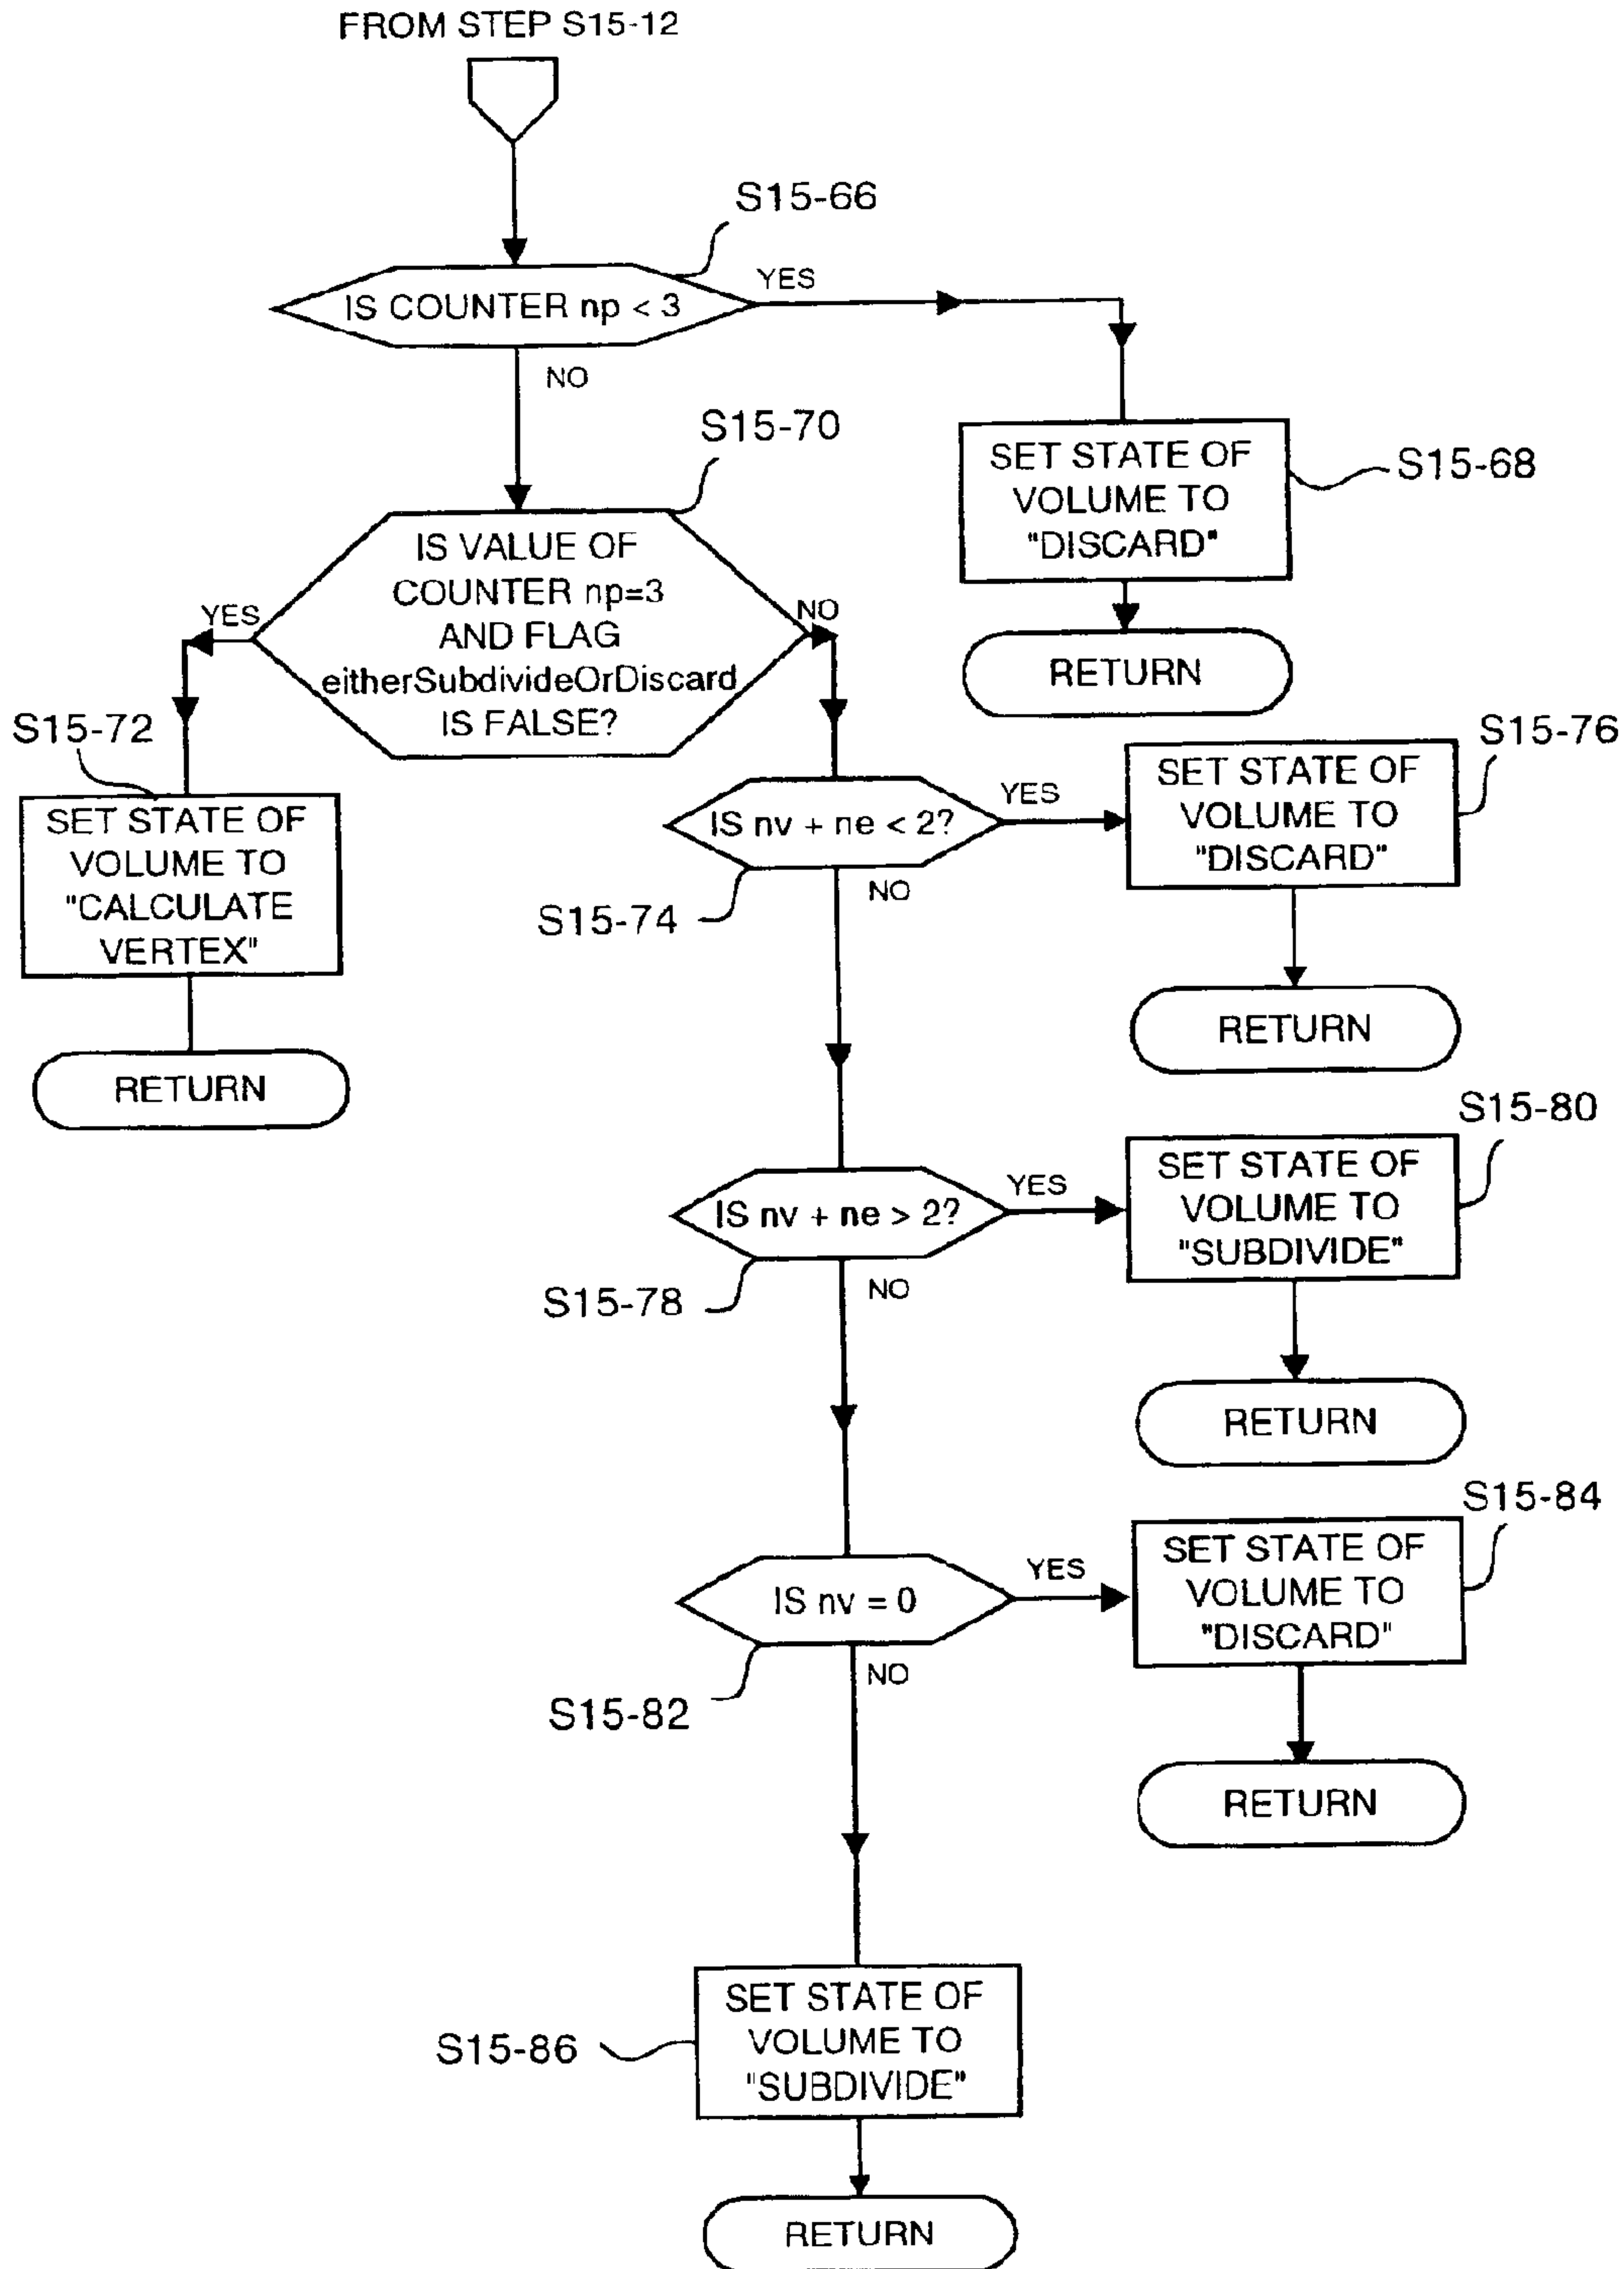 FROM STEP S15-12
S15-66
IS COUNTER np < 3
YES
NO
S15-70
SET STATE OF
VOLUME TO
"DISCARD"
S15-68
RETURN
IS VALUE OF
COUNTER np=3
AND FLAG
eitherSubdivideOrDiscard
IS FALSE?
YES
NO
S15-72
SET STATE OF
VOLUME TO
"CALCULATE
VERTEX"
RETURN
IS nv + ne < 2?
YES
NO
S15-74
S15-76
SET STATE OF
VOLUME TO
"DISCARD"
RETURN
IS nv + ne > 2?
YES
NO
S15-78
S15-80
SET STATE OF
VOLUME TO
"SUBDIVIDE"
RETURN
IS nv = 0
YES
NO
S15-82
S15-84
SET STATE OF
VOLUME TO
"DISCARD"
RETURN
S15-86
SET STATE OF
VOLUME TO
"SUBDIVIDE"
RETURN